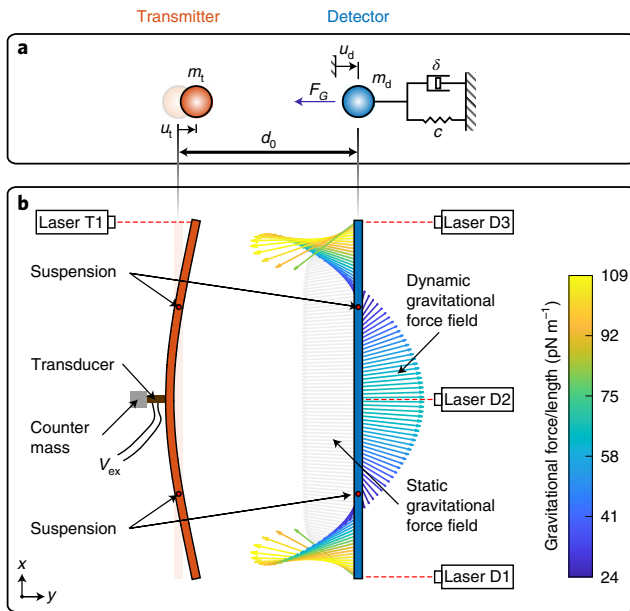 Transmitter
Detector
a
u_d
m_t
m_d
δ
F_G
u_t
c
d_0
b
Laser T1
Laser D3
Suspension
Dynamic
gravitational
force field
Transducer
Counter
mass
Laser D2
V_ex
Suspension
Static
gravitational
force field
Laser D1
x
y
109
92
75
58
41
24
Gravitational force/length (pN m⁻¹)